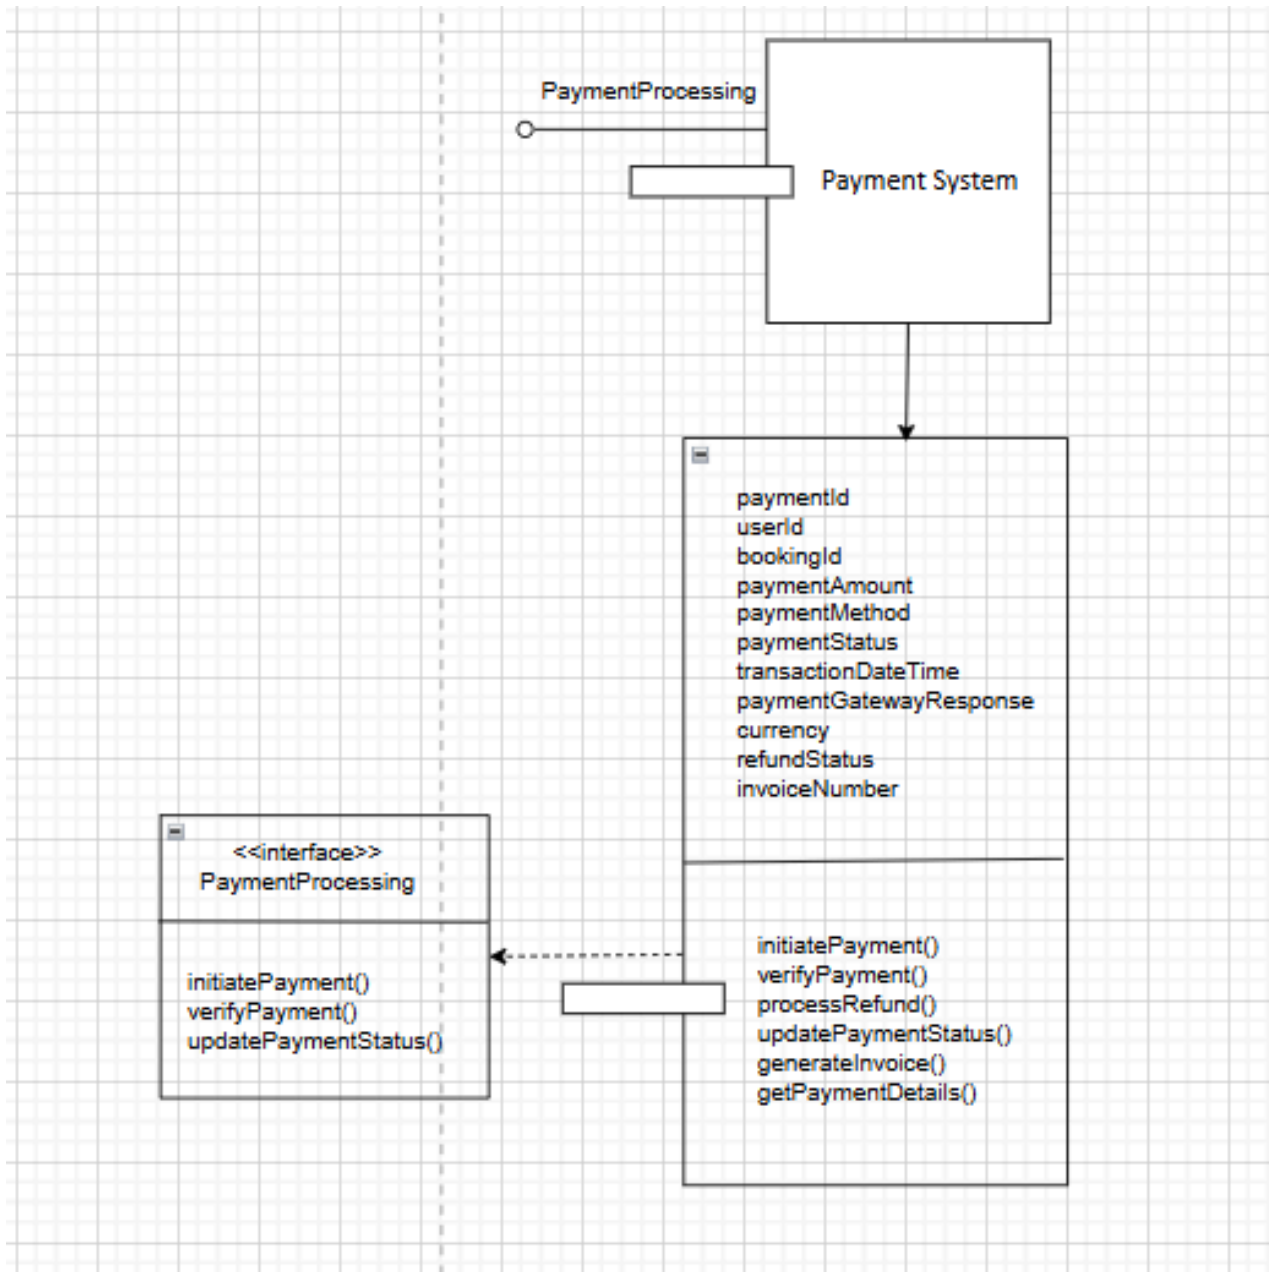 PaymentProcessing
Payment System
paymentId
userId
bookingId
paymentAmount
paymentMethod
paymentStatus
transactionDateTime
paymentGatewayResponse
currency
refundStatus
invoiceNumber
<<interface>>
PaymentProcessing
initiatePayment()
verifyPayment()
updatePaymentStatus()
initiatePayment()
verifyPayment()
processRefund()
updatePaymentStatus()
generateInvoice()
getPaymentDetails()